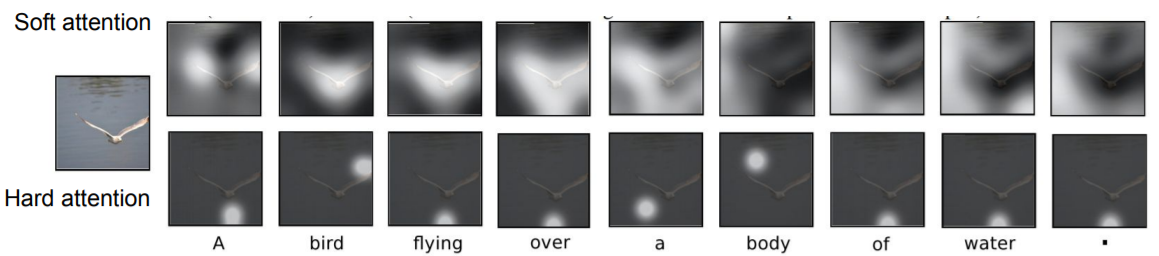 Soft attention
Hard attention
A bird flying over a body of water .